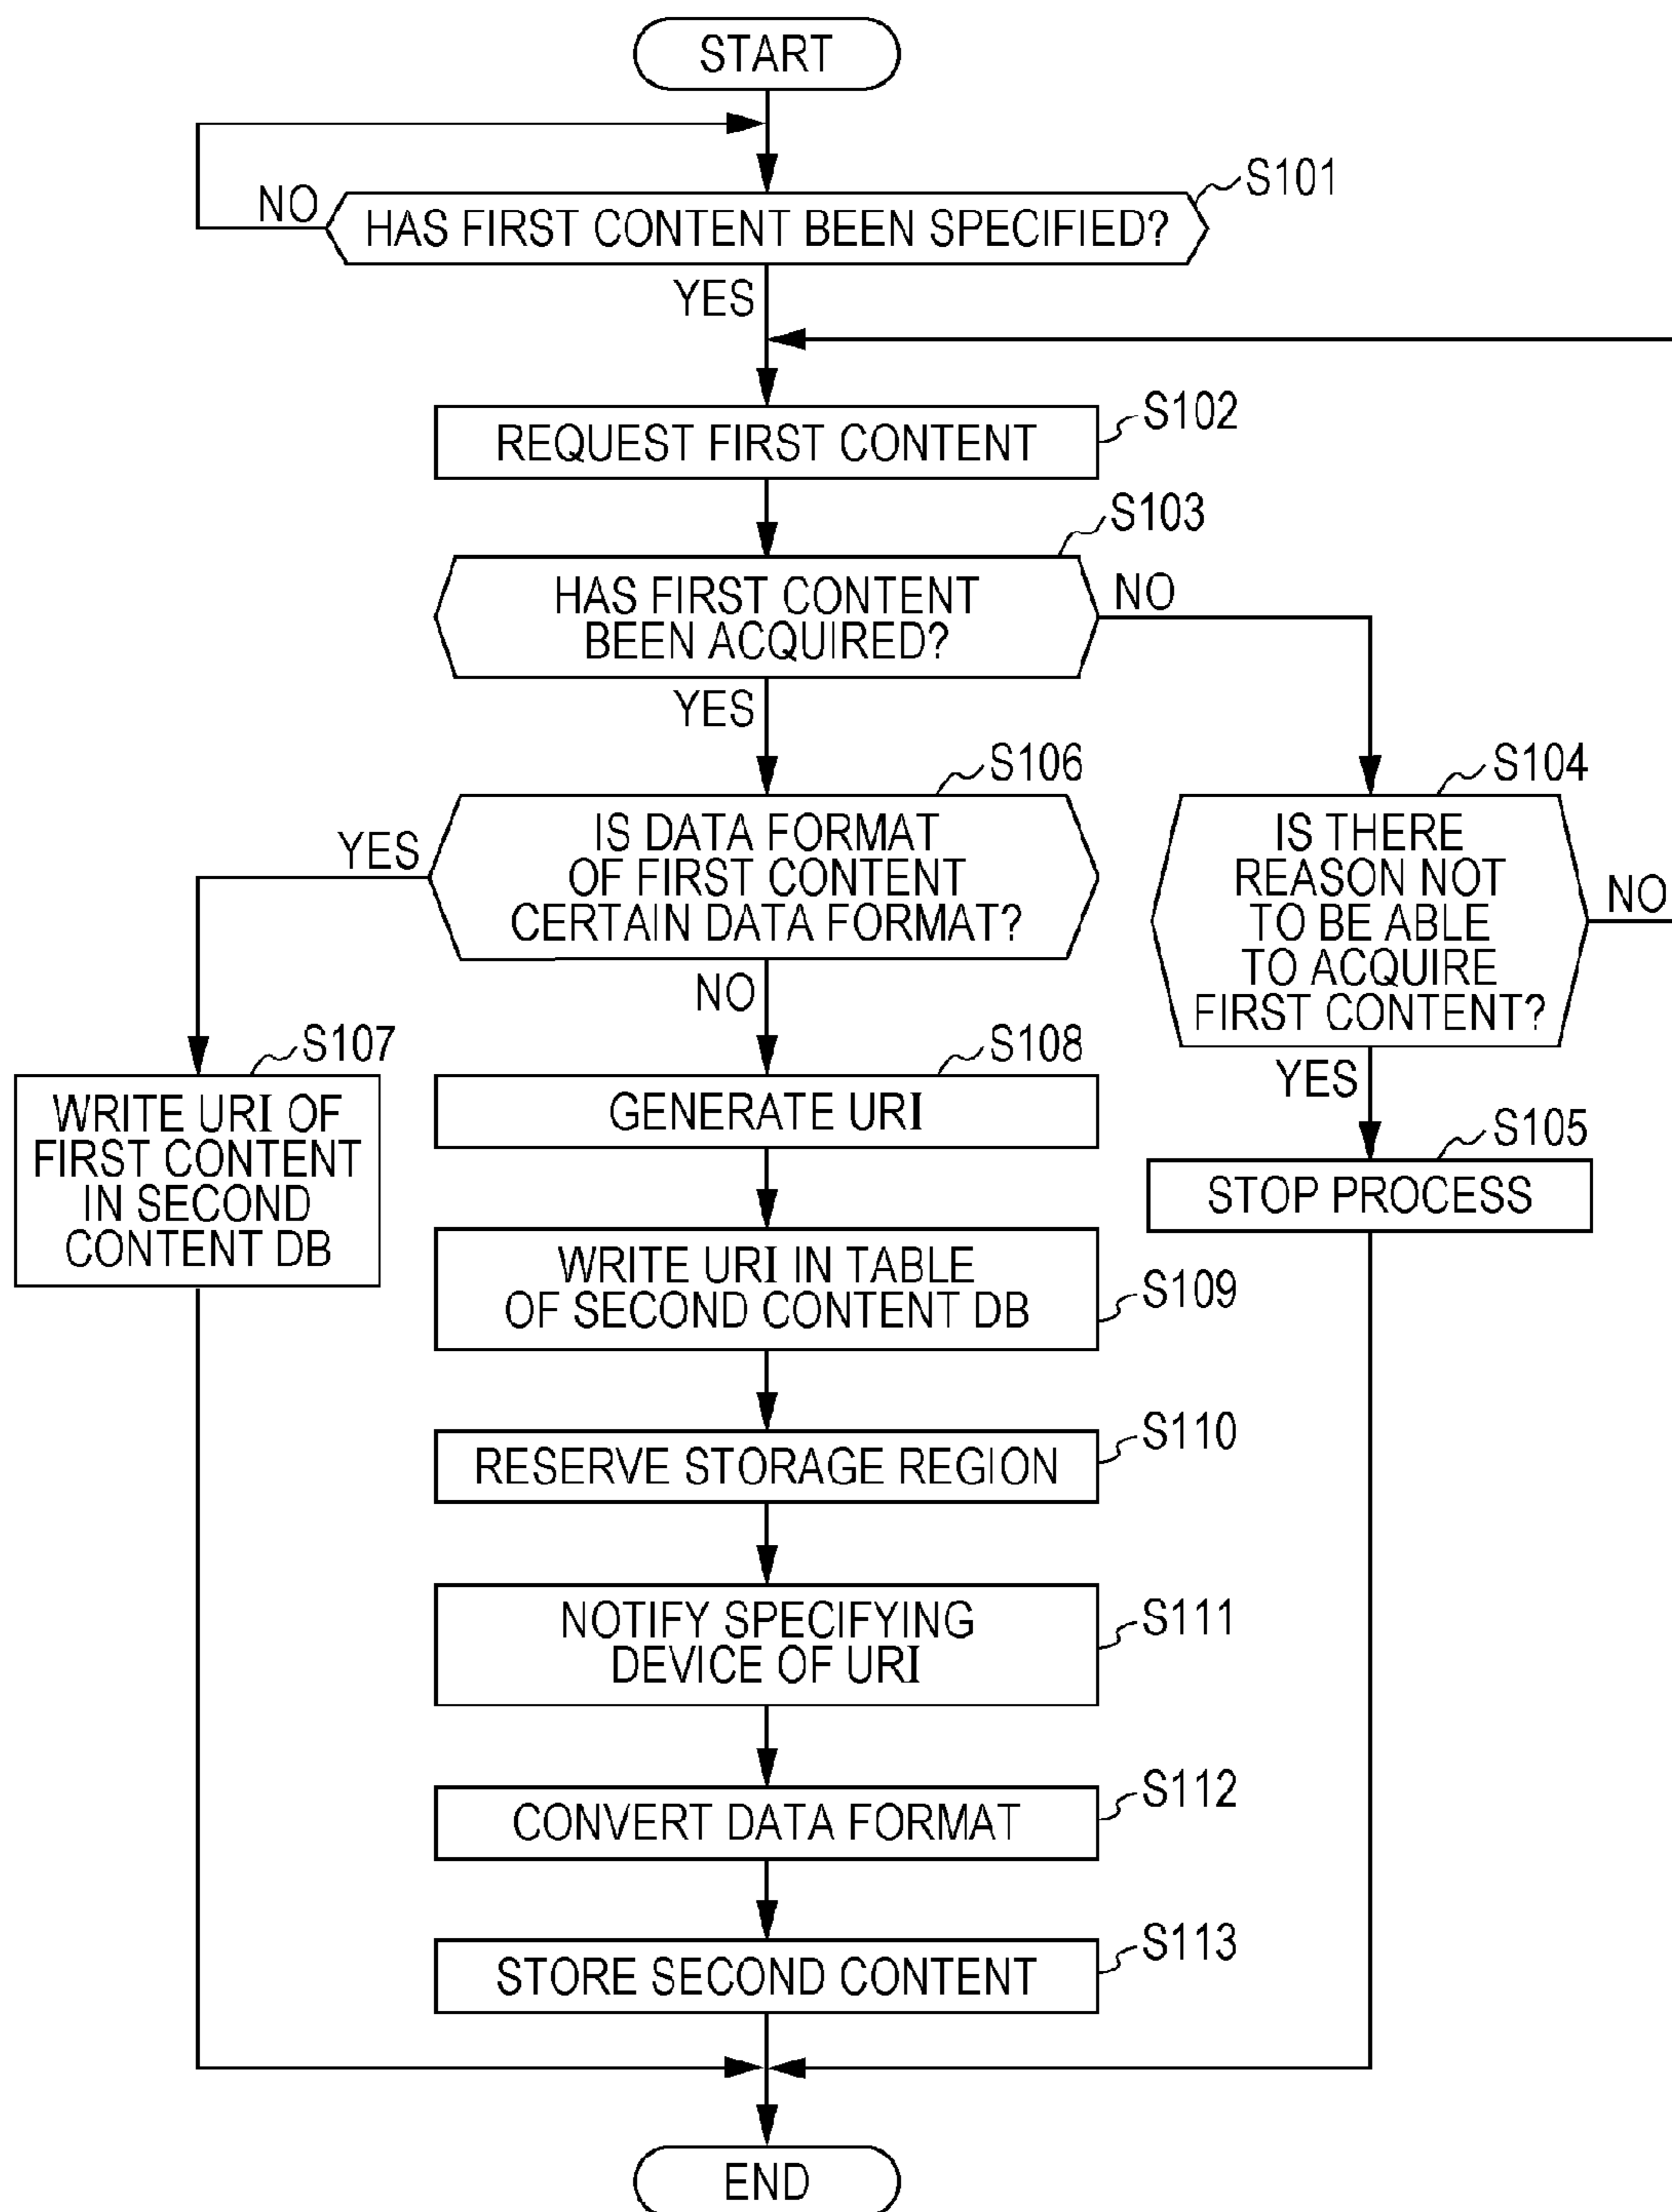 START
NO
S101
HAS FIRST CONTENT BEEN SPECIFIED?
YES
S102
REQUEST FIRST CONTENT
S103
HAS FIRST CONTENT
BEEN ACQUIRED?
NO
YES
S106
IS DATA FORMAT
OF FIRST CONTENT
CERTAIN DATA FORMAT?
YES
NO
S104
IS THERE
REASON NOT
TO BE ABLE
TO ACQUIRE
FIRST CONTENT?
NO
YES
S107
WRITE URI OF
FIRST CONTENT
IN SECOND
CONTENT DB
S108
GENERATE URI
S105
STOP PROCESS
WRITE URI IN TABLE
OF SECOND CONTENT DB
S109
S110
RESERVE STORAGE REGION
NOTIFY SPECIFYING
DEVICE OF URI
S111
S112
CONVERT DATA FORMAT
S113
STORE SECOND CONTENT
END